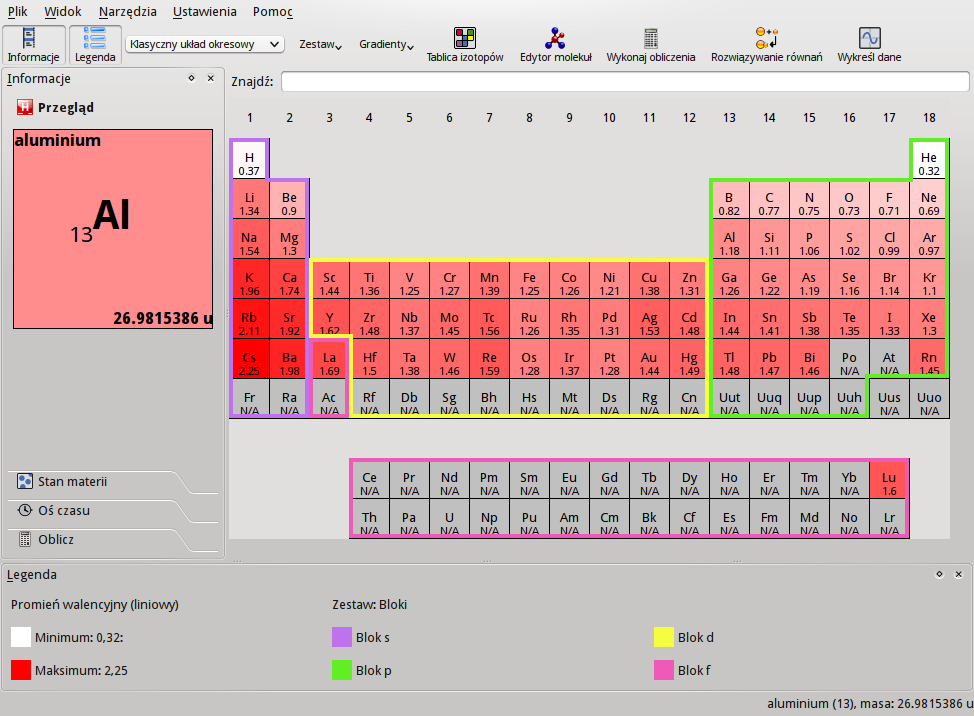 Plik Widok Narzędzia Ustawienia Pomoc
Informacje Legenda Klasyczny układ okresowy Zestaw Gradienty Tablica izotopów Edytor molekuł Wykonaj obliczenia Rozwiązywanie równań Wykreśl dane
Informacje
Przegląd
aluminium
13Al
26.9815386 u
Stan materii
Oś czasu
Oblicz
Znajdź:
1 2 3 4 5 6 7 8 9 10 11 12 13 14 15 16 17 18
H He
0.37 0.32
Li Be B C N O F Ne
1.34 0.9 0.82 0.77 0.75 0.73 0.71 0.69
Na Mg Al Si P S Cl Ar
1.54 1.3 1.18 1.11 1.06 1.02 0.99 0.97
K Ca Sc Ti V Cr Mn Fe Co Ni Cu Zn Ga Ge As Se Br Kr
1.96 1.74 1.44 1.36 1.25 1.27 1.39 1.25 1.26 1.21 1.38 1.31 1.26 1.22 1.19 1.16 1.14 1.1
Rb Sr Y Zr Nb Mo Tc Ru Rh Pd Ag Cd In Sn Sb Te I Xe
2.11 1.92 1.62 1.48 1.37 1.45 1.56 1.26 1.35 1.31 1.53 1.48 1.44 1.41 1.38 1.35 1.33 1.3
Cs Ba La Hf Ta W Re Os Ir Pt Au Hg Tl Pb Bi Po At Rn
2.25 1.98 1.69 1.5 1.38 1.46 1.59 1.28 1.37 1.28 1.44 1.49 1.48 1.47 1.46 N/A N/A 1.45
Fr Ra Ac Rf Db Sg Bh Hs Mt Ds Rg Cn Uut Uuq Uup Uuh Uus Uuo
N/A N/A N/A N/A N/A N/A N/A N/A N/A N/A N/A N/A N/A N/A N/A N/A N/A N/A
Ce Pr Nd Pm Sm Eu Gd Tb Dy Ho Er Tm Yb Lu
N/A N/A N/A N/A N/A N/A N/A N/A N/A N/A N/A N/A N/A 1.6
Th Pa U Np Pu Am Cm Bk Cf Es Fm Md No Lr
N/A N/A N/A N/A N/A N/A N/A N/A N/A N/A N/A N/A N/A N/A
Legenda
Promień walencyjny (liniowy) Zestaw: Bloki
Minimum: 0,32: Blok s Blok d
Maksimum: 2,25 Blok p Blok f
aluminium (13), masa: 26.9815386 u